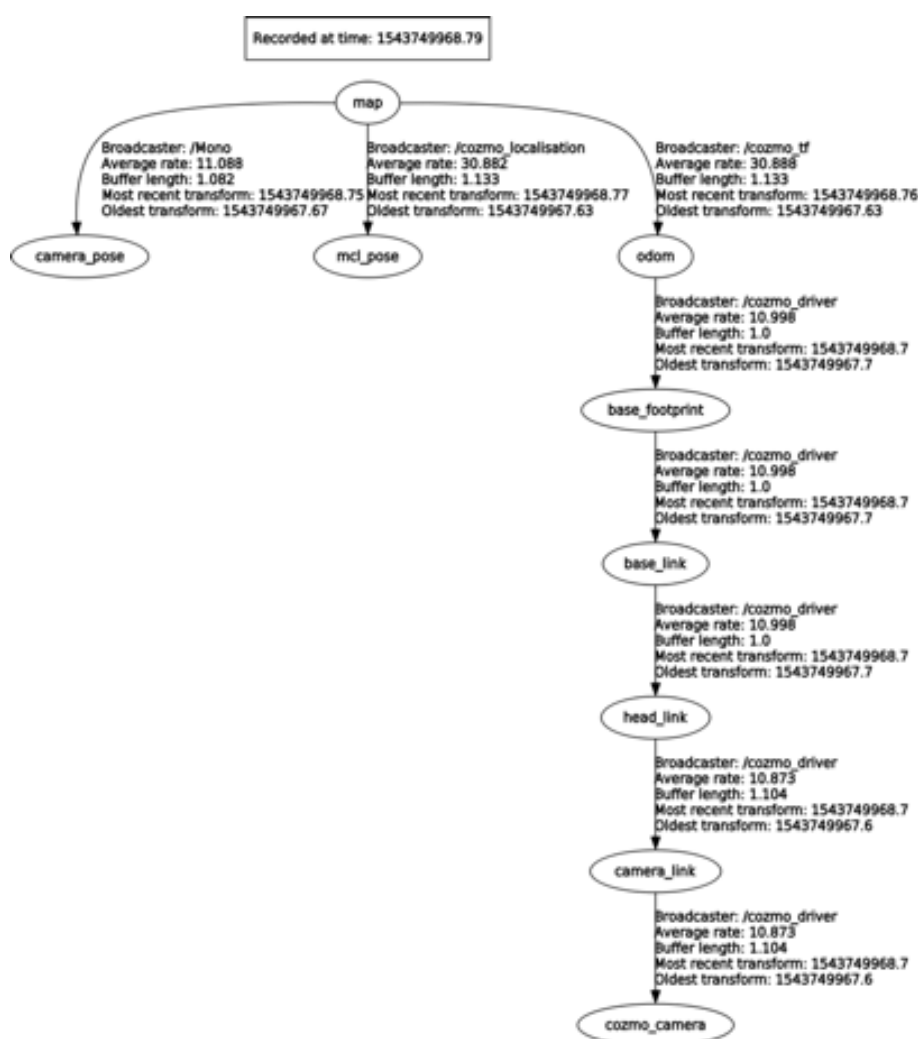 Recorded at time: 1543749968.79
map
Broadcaster: /Mono
Average rate: 11.088
Buffer length: 1.082
Most recent transform: 1543749968.75
Oldest transform: 1543749967.67
Broadcaster: /cozmo_localisation
Average rate: 30.882
Buffer length: 1.133
Most recent transform: 1543749968.77
Oldest transform: 1543749967.63
Broadcaster: /cozmo_tf
Average rate: 30.888
Buffer length: 1.133
Most recent transform: 1543749968.76
Oldest transform: 1543749967.63
camera_pose
mcl_pose
odom
Broadcaster: /cozmo_driver
Average rate: 10.998
Buffer length: 1.0
Most recent transform: 1543749968.7
Oldest transform: 1543749967.7
base_footprint
Broadcaster: /cozmo_driver
Average rate: 10.998
Buffer length: 1.0
Most recent transform: 1543749968.7
Oldest transform: 1543749967.7
base_link
Broadcaster: /cozmo_driver
Average rate: 10.998
Buffer length: 1.0
Most recent transform: 1543749968.7
Oldest transform: 1543749967.7
head_link
Broadcaster: /cozmo_driver
Average rate: 10.873
Buffer length: 1.104
Most recent transform: 1543749968.7
Oldest transform: 1543749967.6
camera_link
Broadcaster: /cozmo_driver
Average rate: 10.873
Buffer length: 1.104
Most recent transform: 1543749968.7
Oldest transform: 1543749967.6
cozmo_camera